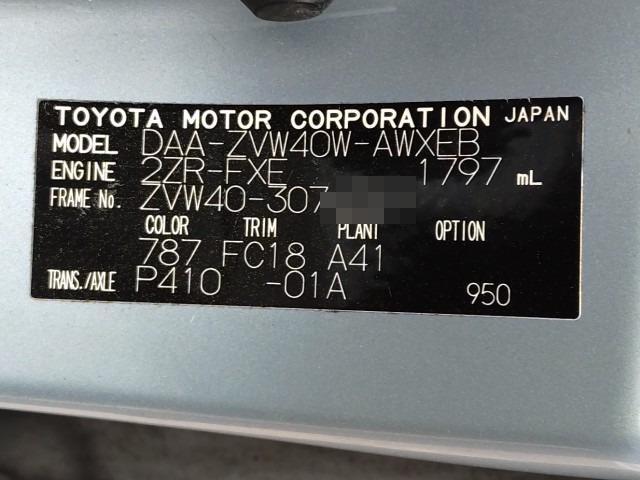 TOYOTA MOTOR CORPORATION JAPAN
MODEL DAA-ZVW40W-AWXEB
ENGINE 2ZR-FXE 1797 mL
FRAME No. ZVW40-307
COLOR TRIM PLANT OPTION
787 FC18 A41
TRANS./AXLE P410 -01A 950